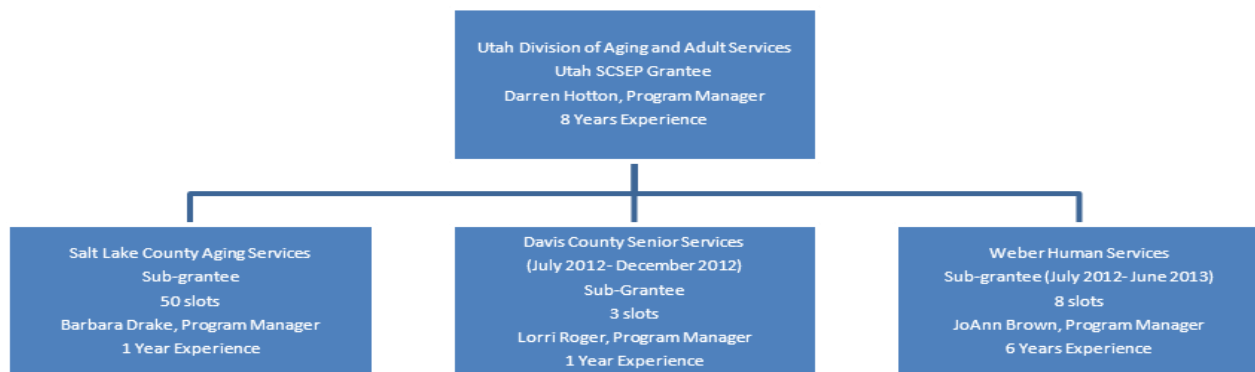 Utah Division of Aging and Adult Services
Utah SCSEP Grantee
Darren Hotton, Program Manager
8 Years Experience
Salt Lake County Aging Services
Sub-grantee
50 slots
Barbara Drake, Program Manager
1 Year Experience
Davis County Senior Services
(July 2012- December 2012)
Sub-Grantee
3 slots
Lorri Roger, Program Manager
1 Year Experience
Weber Human Services
Sub-grantee (July 2012- June 2013)
8 slots
JoAnn Brown, Program Manager
6 Years Experience